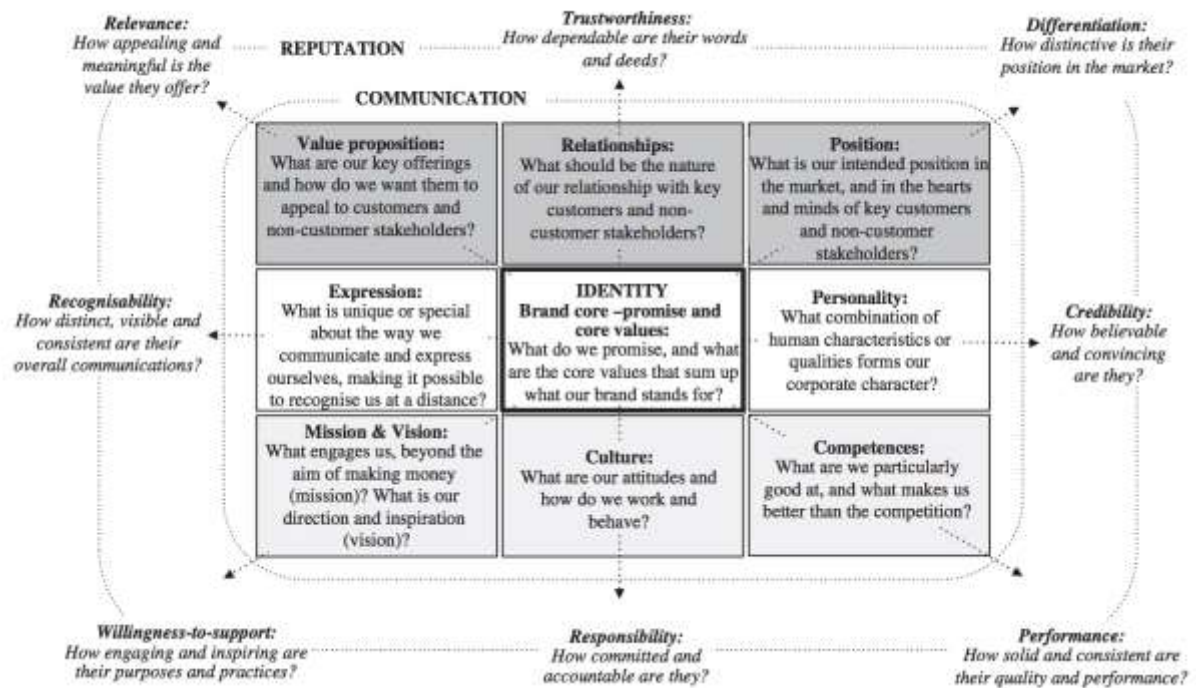 Relevance:
How appealing and
meaningful is the
value they offer?
REPUTATION
Trustworthiness:
How dependable are their words
and deeds?
Differentiation:
How distinctive is their
position in the market?
COMMUNICATION
Value proposition:
What are our key offerings
and how do we want them to
appeal to customers and
non-customer stakeholders?
Relationships:
What should be the nature
of our relationship with key
customers and non-
customer stakeholders?
Position:
What is our intended position in
the market, and in the hearts
and minds of key customers
and non-customer
stakeholders?
Recognisability:
How distinct, visible and
consistent are their
overall communications?
Expression:
What is unique or special
about the way we
communicate and express
ourselves, making it possible
to recognise us at a distance?
IDENTITY
Brand core –promise and
core values:
What do we promise, and what
are the core values that sum up
what our brand stands for?
Personality:
What combination of
human characteristics or
qualities forms our
corporate character?
Credibility:
How believable
and convincing
are they?
Mission & Vision:
What engages us, beyond the
aim of making money
(mission)? What is our
direction and inspiration
(vision)?
Culture:
What are our attitudes and
how do we work and
behave?
Competences:
What are we particularly
good at, and what makes us
better than the competition?
Willingness-to-support:
How engaging and inspiring are
their purposes and practices?
Responsibility:
How committed and
accountable are they?
Performance:
How solid and consistent are
their quality and performance?